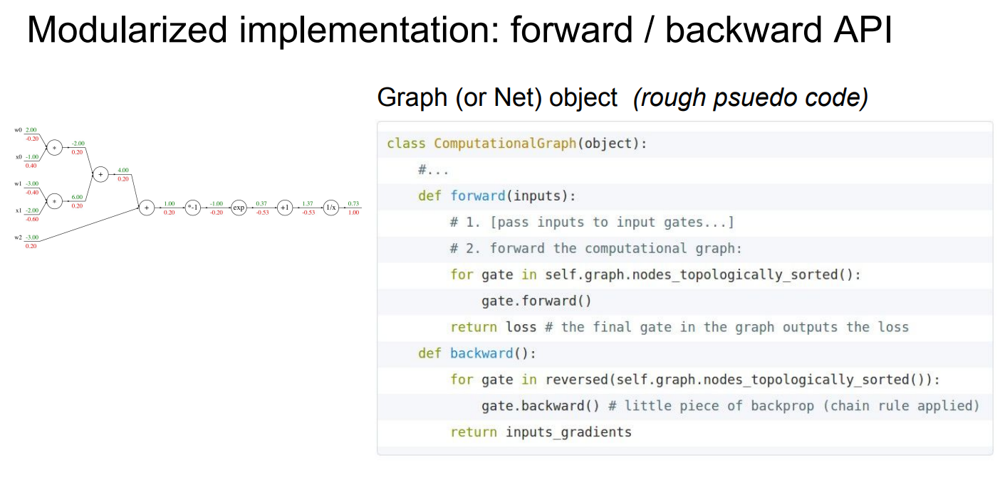 Modularized implementation: forward / backward API
Graph (or Net) object (rough psuedo code)
w0 2.00
-0.20
*
-2.00
0.20
x0 -1.00
0.40
+
4.00
0.20
w1 -3.00
-0.40
*
6.00
0.20
x1 -2.00
-0.60
+
1.00
0.20
*-1
-1.00
-0.20
exp
0.37
-0.53
+1
1.37
-0.53
1/x
0.73
1.00
w2 -3.00
0.20
class ComputationalGraph(object):
#...
def forward(inputs):
# 1. [pass inputs to input gates...]
# 2. forward the computational graph:
for gate in self.graph.nodes_topologically_sorted():
gate.forward()
return loss # the final gate in the graph outputs the loss
def backward():
for gate in reversed(self.graph.nodes_topologically_sorted()):
gate.backward() # little piece of backprop (chain rule applied)
return inputs_gradients